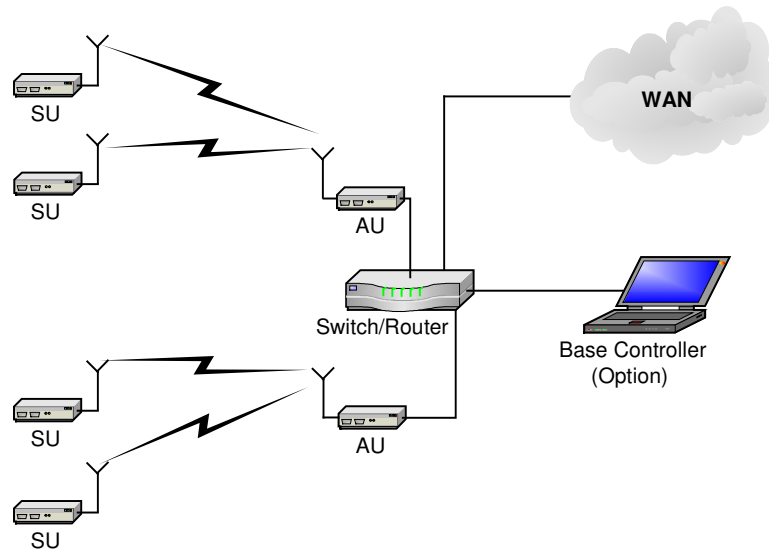 SU
WAN
SU
AU
Switch/Router
Base Controller
(Option)
SU
AU
SU